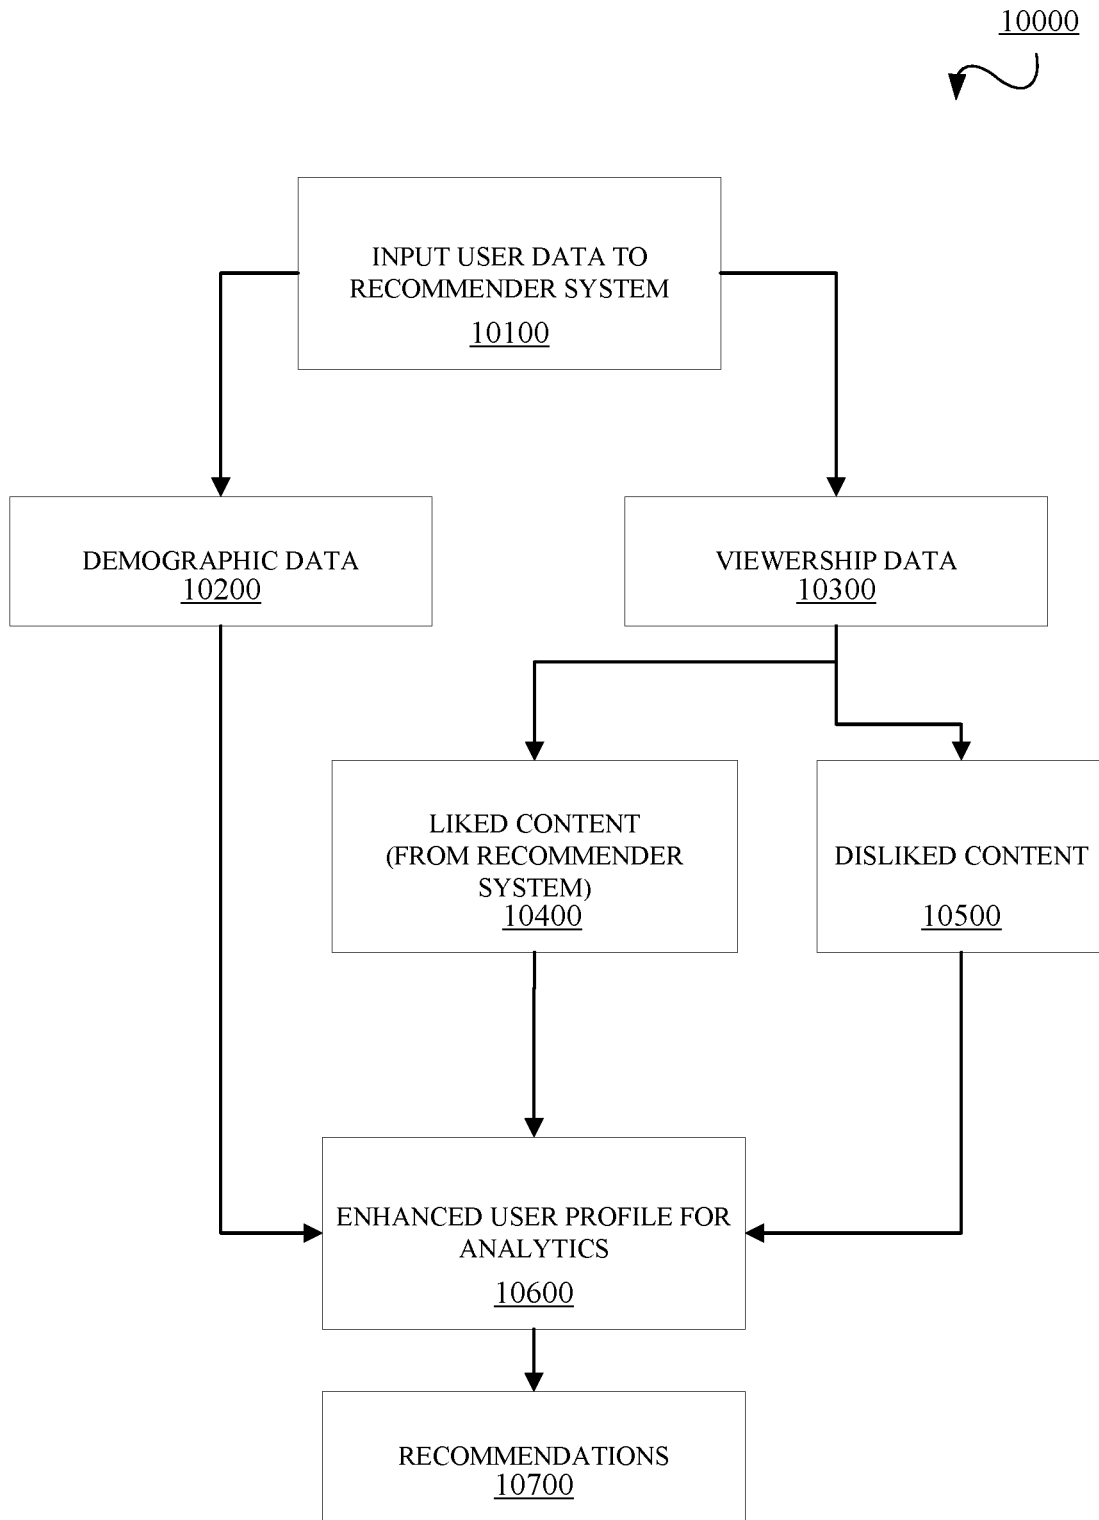 10000
INPUT USER DATA TO
RECOMMENDER SYSTEM
10100
DEMOGRAPHIC DATA
10200
VIEWERSHIP DATA
10300
LIKED CONTENT
(FROM RECOMMENDER
SYSTEM)
10400
DISLIKED CONTENT
10500
ENHANCED USER PROFILE FOR
ANALYTICS
10600
RECOMMENDATIONS
10700